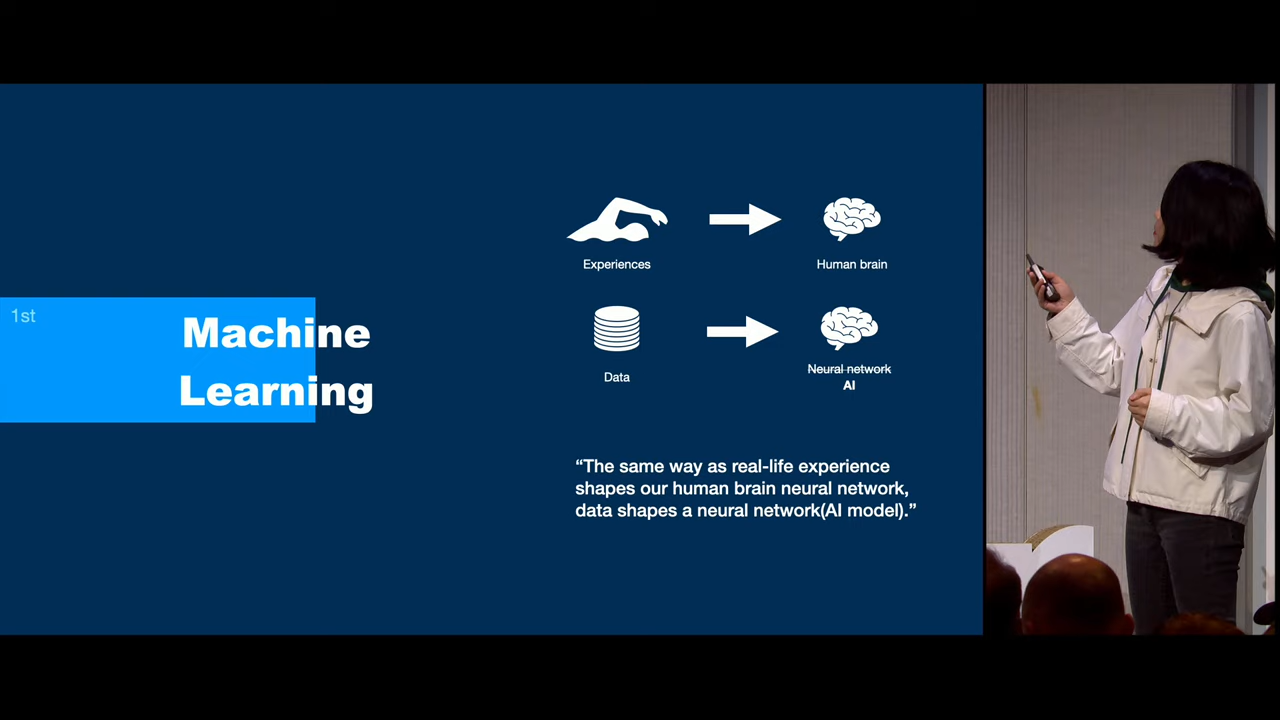 1st
Machine
Learning
Experiences
Human brain
Data
Neural network
AI
“The same way as real-life experience
shapes our human brain neural network,
data shapes a neural network(AI model).”